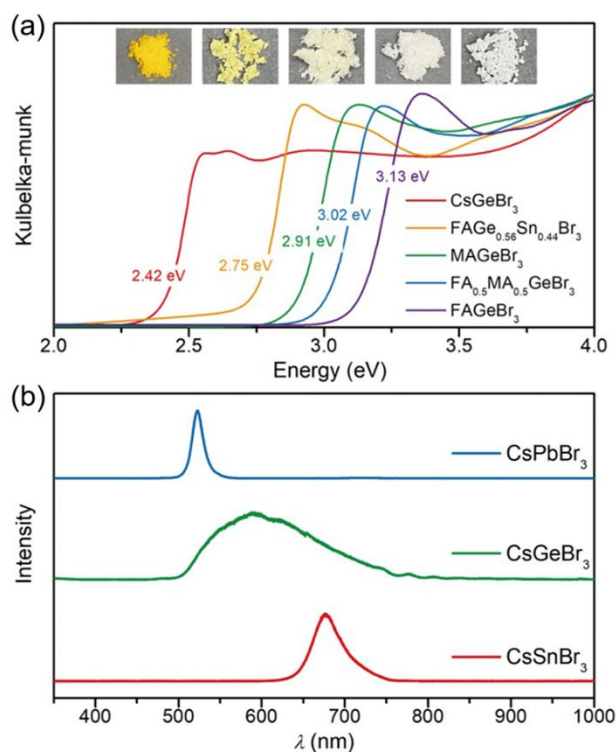 (a)
Kulbelka-munk
2.42 eV
2.75 eV
2.91 eV
3.02 eV
3.13 eV
CsGeBr₃
FAGe₀.₅₆Sn₀.₄₄Br₃
MAGeBr₃
FA₀.₅MA₀.₅GeBr₃
FAGeBr₃
2.0 2.5 3.0 3.5 4.0
Energy (eV)
(b)
Intensity
CsPbBr₃
CsGeBr₃
CsSnBr₃
400 500 600 700 800 900 1000
λ (nm)